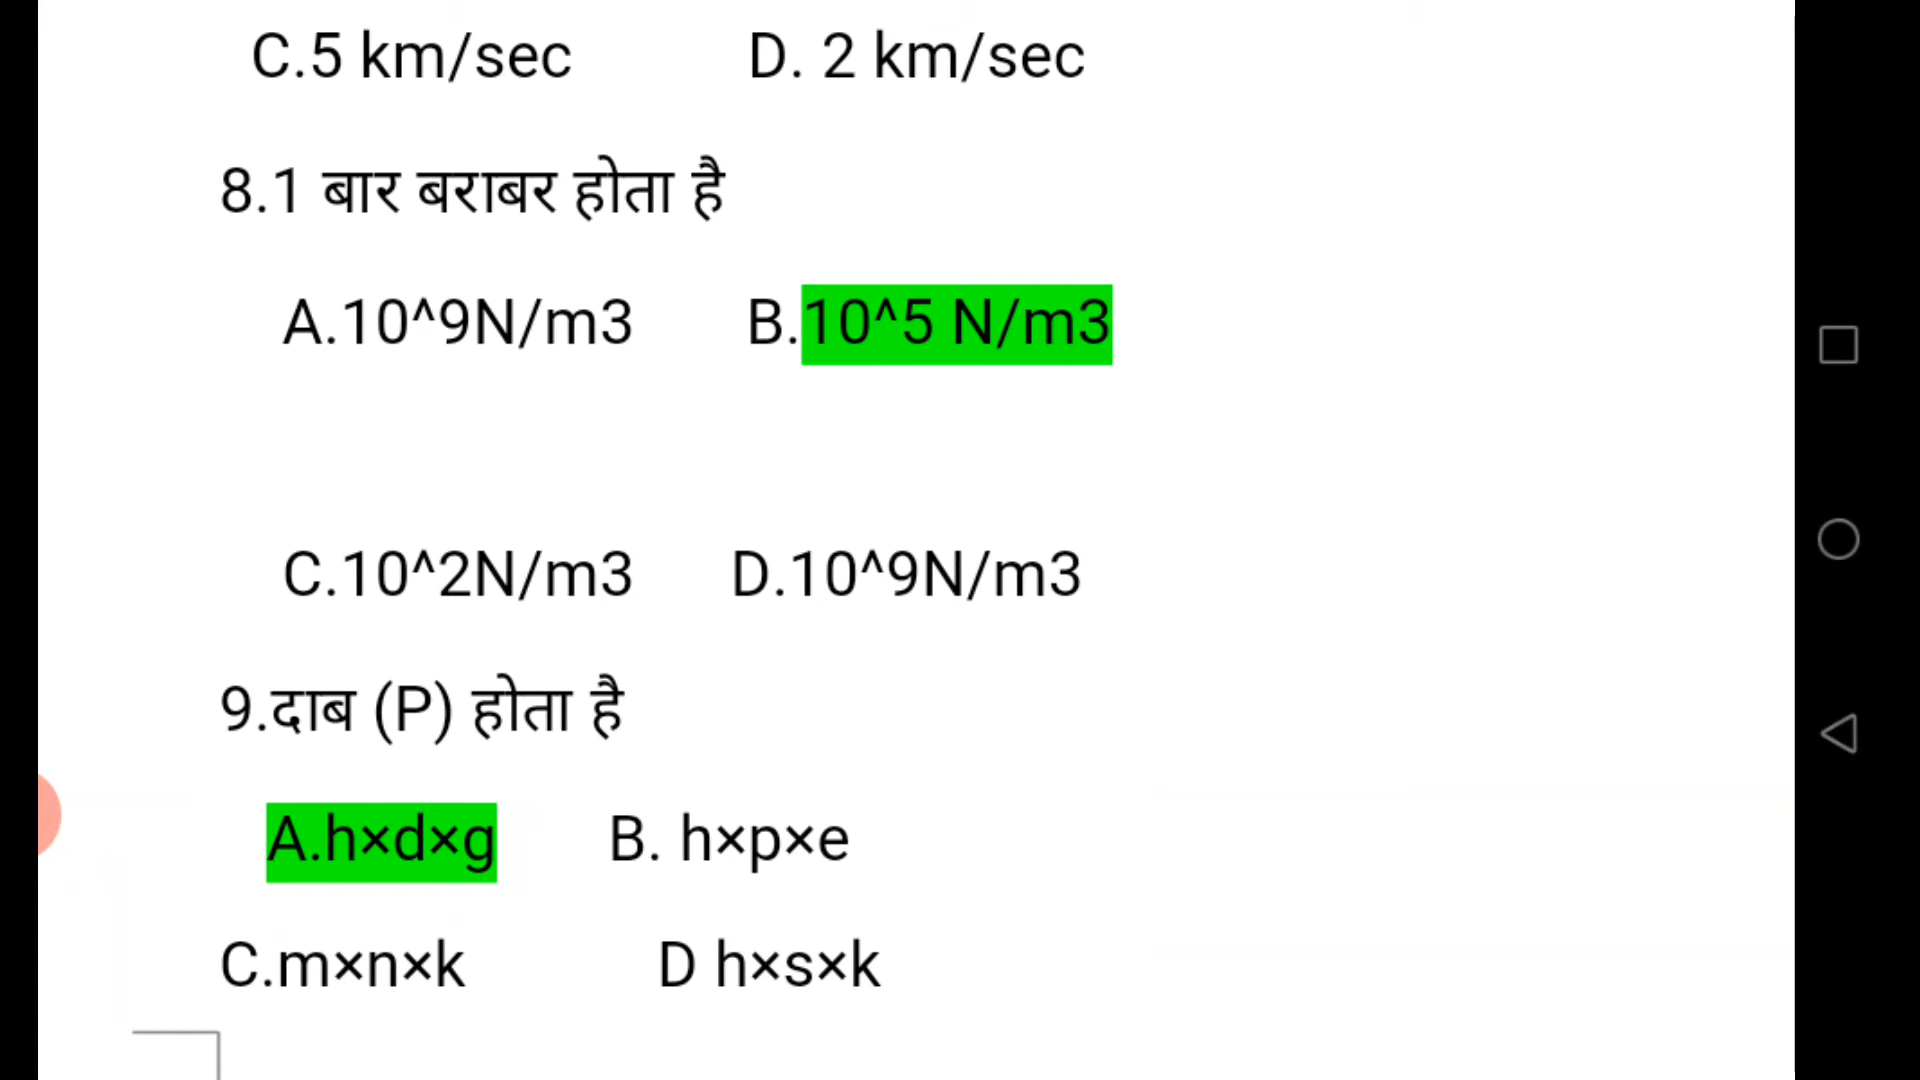 C.5 km/sec D. 2 km/sec
8.1 बार बराबर होता है
A.10^9N/m3 B.10^5 N/m3
C.10^2N/m3 D.10^9N/m3
9.दाब (P) होता है
A.h×d×g B. h×p×e
C.m×n×k D h×s×k